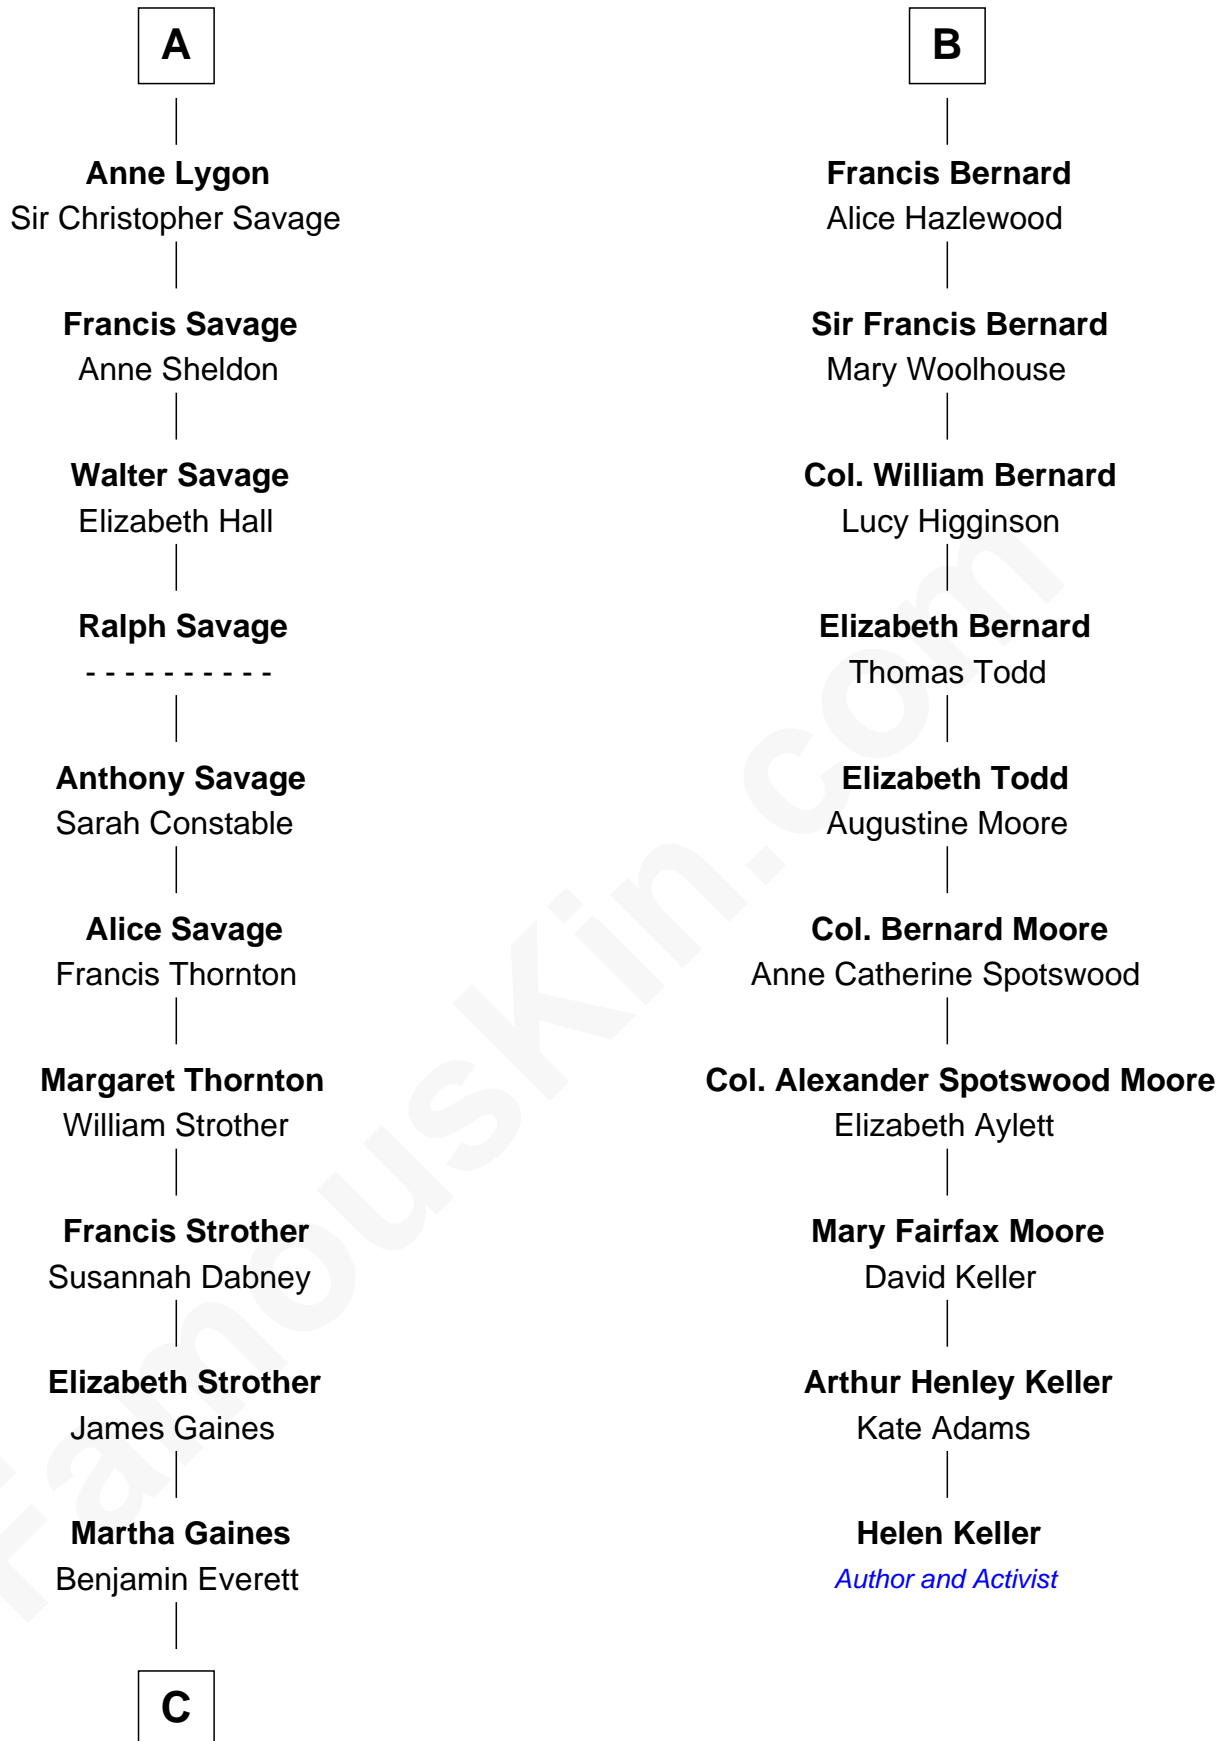 A
Anne Lygon
Sir Christopher Savage
Francis Savage
Anne Sheldon
Walter Savage
Elizabeth Hall
Ralph Savage
- - - - - - - - - -
Anthony Savage
Sarah Constable
Alice Savage
Francis Thornton
Margaret Thornton
William Strother
Francis Strother
Susannah Dabney
Elizabeth Strother
James Gaines
Martha Gaines
Benjamin Everett
C
B
Francis Bernard
Alice Hazlewood
Sir Francis Bernard
Mary Woolhouse
Col. William Bernard
Lucy Higginson
Elizabeth Bernard
Thomas Todd
Elizabeth Todd
Augustine Moore
Col. Bernard Moore
Anne Catherine Spotswood
Col. Alexander Spotswood Moore
Elizabeth Aylett
Mary Fairfax Moore
David Keller
Arthur Henley Keller
Kate Adams
Helen Keller
Author and Activist
FamousKin.com